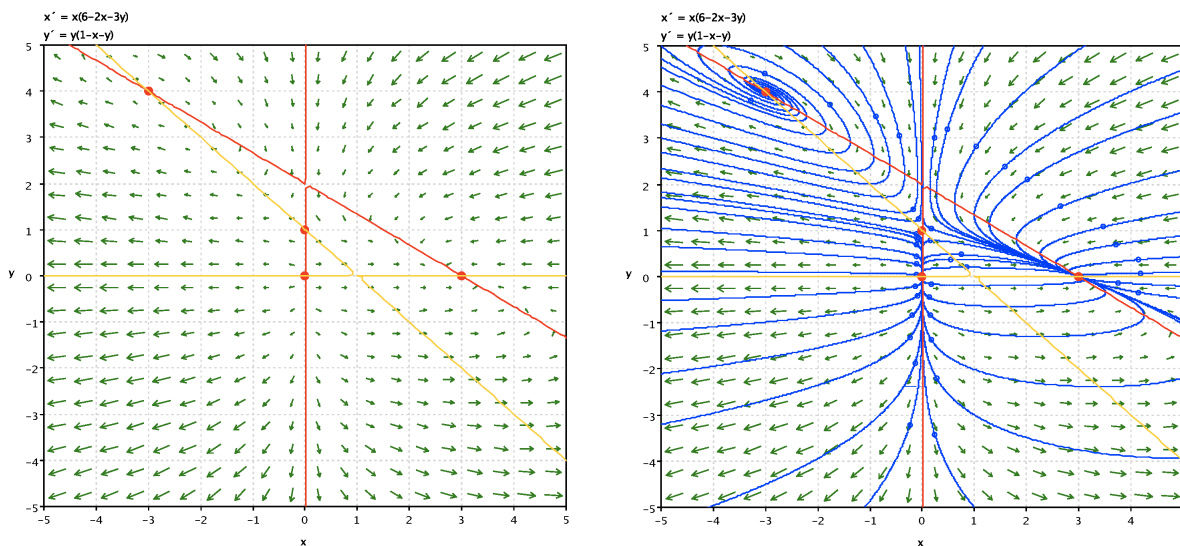 x´ = x(6-2x-3y)
y´ = y(1-x-y)
5
4
3
2
1
y 0
-1
-2
-3
-4
-5
-5 -4 -3 -2 -1 0 1 2 3 4 5
x
x´ = x(6-2x-3y)
y´ = y(1-x-y)
5
4
3
2
1
y 0
-1
-2
-3
-4
-5
-5 -4 -3 -2 -1 0 1 2 3 4
x